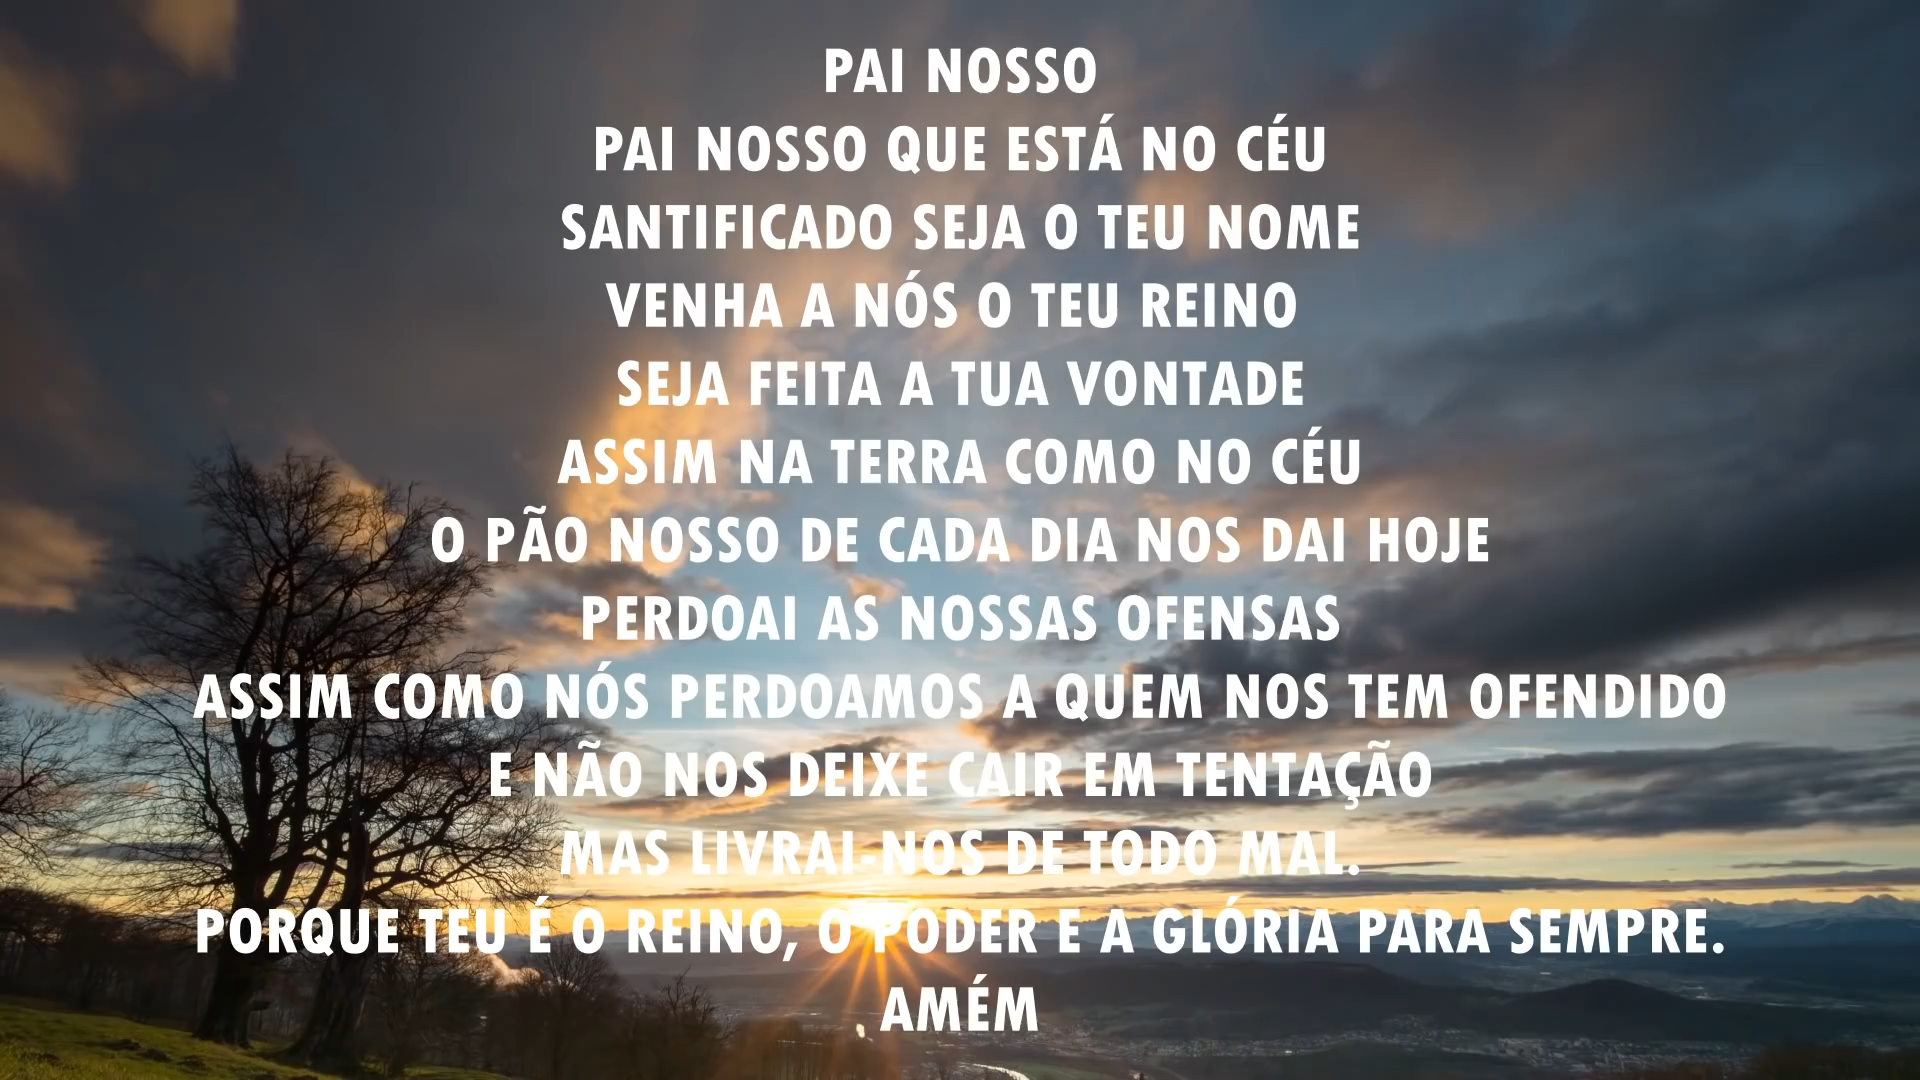 PAI NOSSO
PAI NOSSO QUE ESTÁ NO CÉU
SANTIFICADO SEJA O TEU NOME
VENHA A NÓS O TEU REINO
SEJA FEITA A TUA VONTADE
ASSIM NA TERRA COMO NO CÉU
O PÃO NOSSO DE CADA DIA NOS DAI HOJE
PERDOAI AS NOSSAS OFENSAS
ASSIM COMO NÓS PERDOAMOS A QUEM NOS TEM OFENDIDO
E NÃO NOS DEIXE CAIR EM TENTAÇÃO
MAS LIVRAI-NOS DE TODO MAL.
PORQUE TEU É O REINO, O PODER E A GLÓRIA PARA SEMPRE.
AMÉM